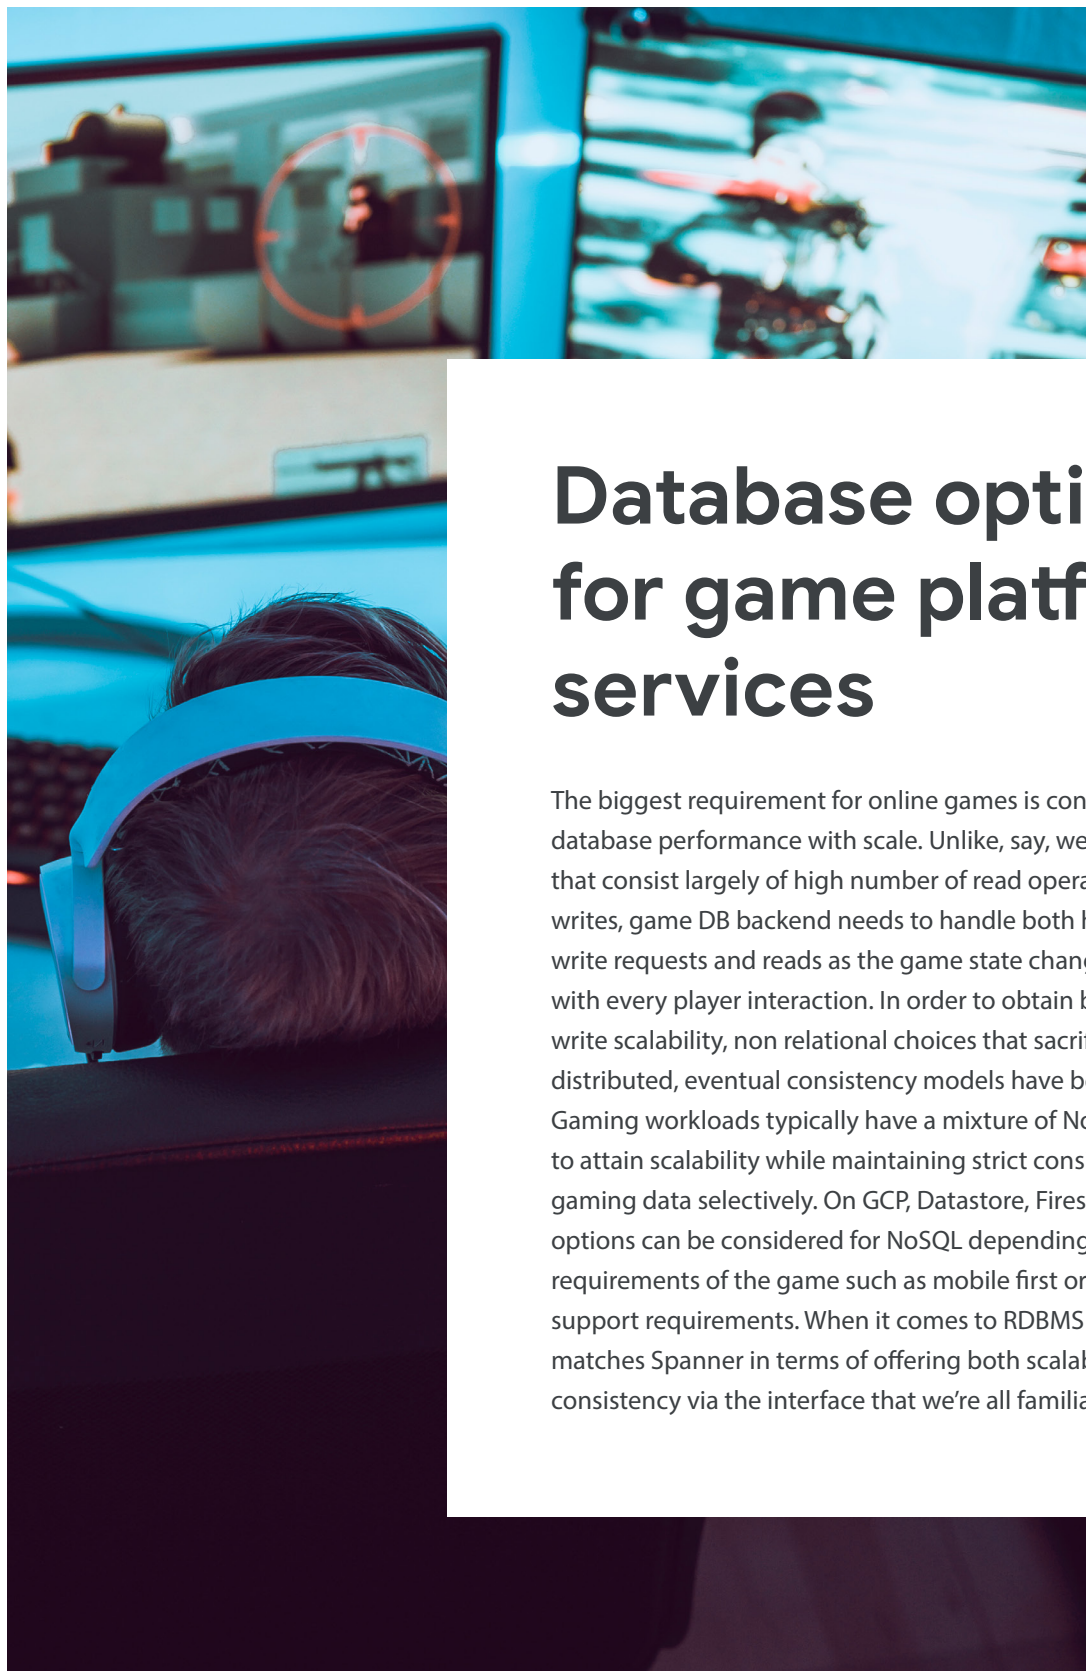 Database opti
for game platf
services
The biggest requirement for online games is con
database performance with scale. Unlike, say, we
that consist largely of high number of read opera
writes, game DB backend needs to handle both h
write requests and reads as the game state chang
with every player interaction. In order to obtain b
write scalability, non relational choices that sacrif
distributed, eventual consistency models have be
Gaming workloads typically have a mixture of No
to attain scalability while maintaining strict cons
gaming data selectively. On GCP, Datastore, Fires
options can be considered for NoSQL depending
requirements of the game such as mobile first or
support requirements. When it comes to RDBMS
matches Spanner in terms of offering both scalab
consistency via the interface that we’re all familia